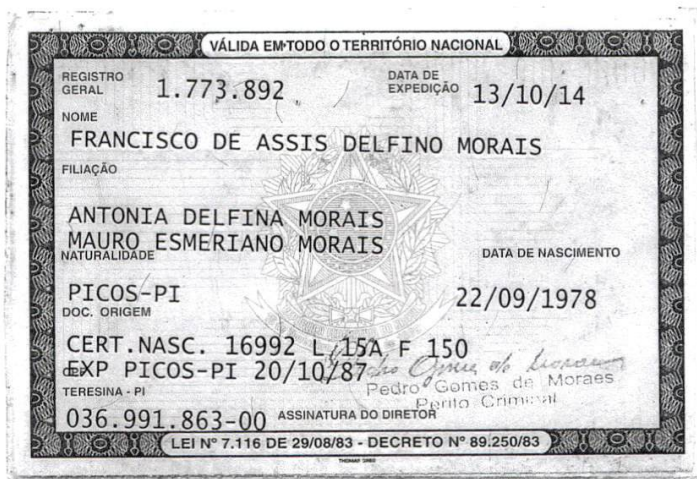 VÁLIDA EM TODO O TERRITÓRIO NACIONAL
REGISTRO GERAL 1.773.892 DATA DE EXPEDIÇÃO 13/10/14
NOME
FRANCISCO DE ASSIS DELFINO MORAIS
FILIAÇÃO
ANTONIA DELFINA MORAIS
MAURO ESMERIANO MORAIS
NATURALIDADE DATA DE NASCIMENTO
PICOS-PI 22/09/1978
DOC. ORIGEM
CERT.NASC. 16992 L 15A F 150
EXP PICOS-PI 20/10/87
CPF
Pedro Gomes de Moraes
TERESINA - PI
Perito Criminal
036.991.863-00 ASSINATURA DO DIRETOR
LEI Nº 7.116 DE 29/08/83 - DECRETO Nº 89.250/83